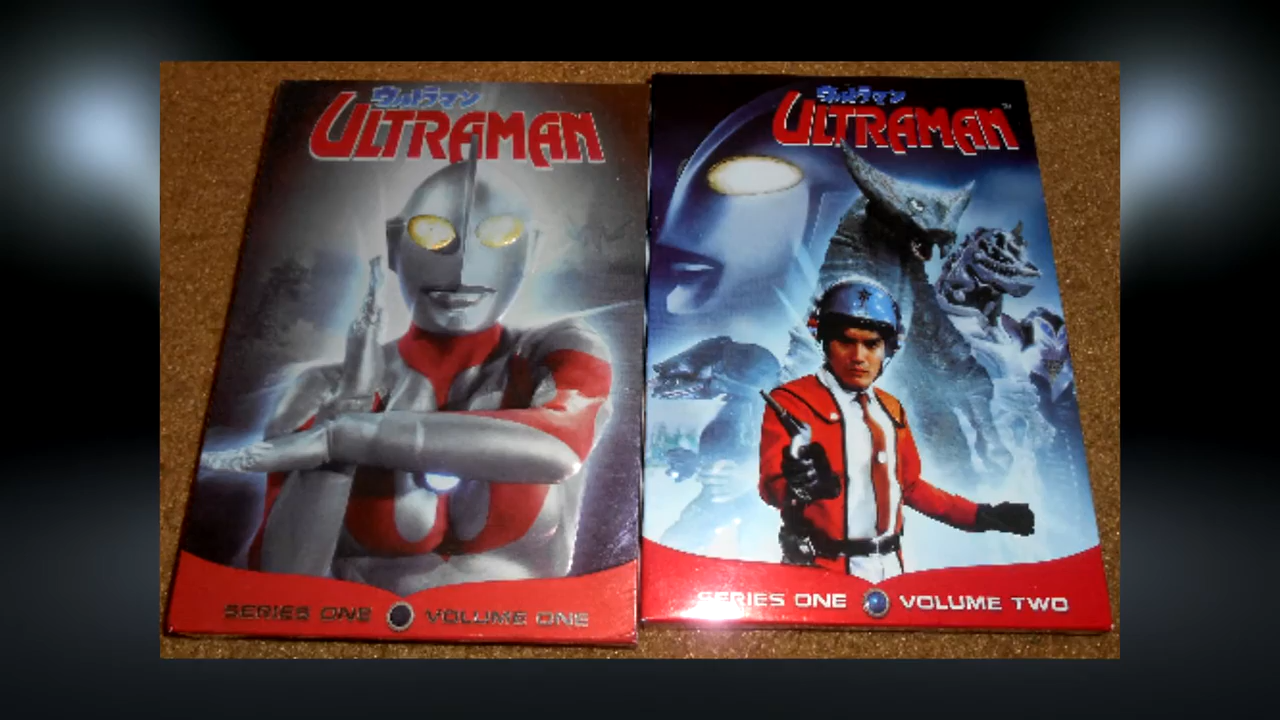 ウルトラマン
ULTRAMAN
SERIES ONE VOLUME ONE
ウルトラマン
ULTRAMAN™
SERIES ONE VOLUME TWO